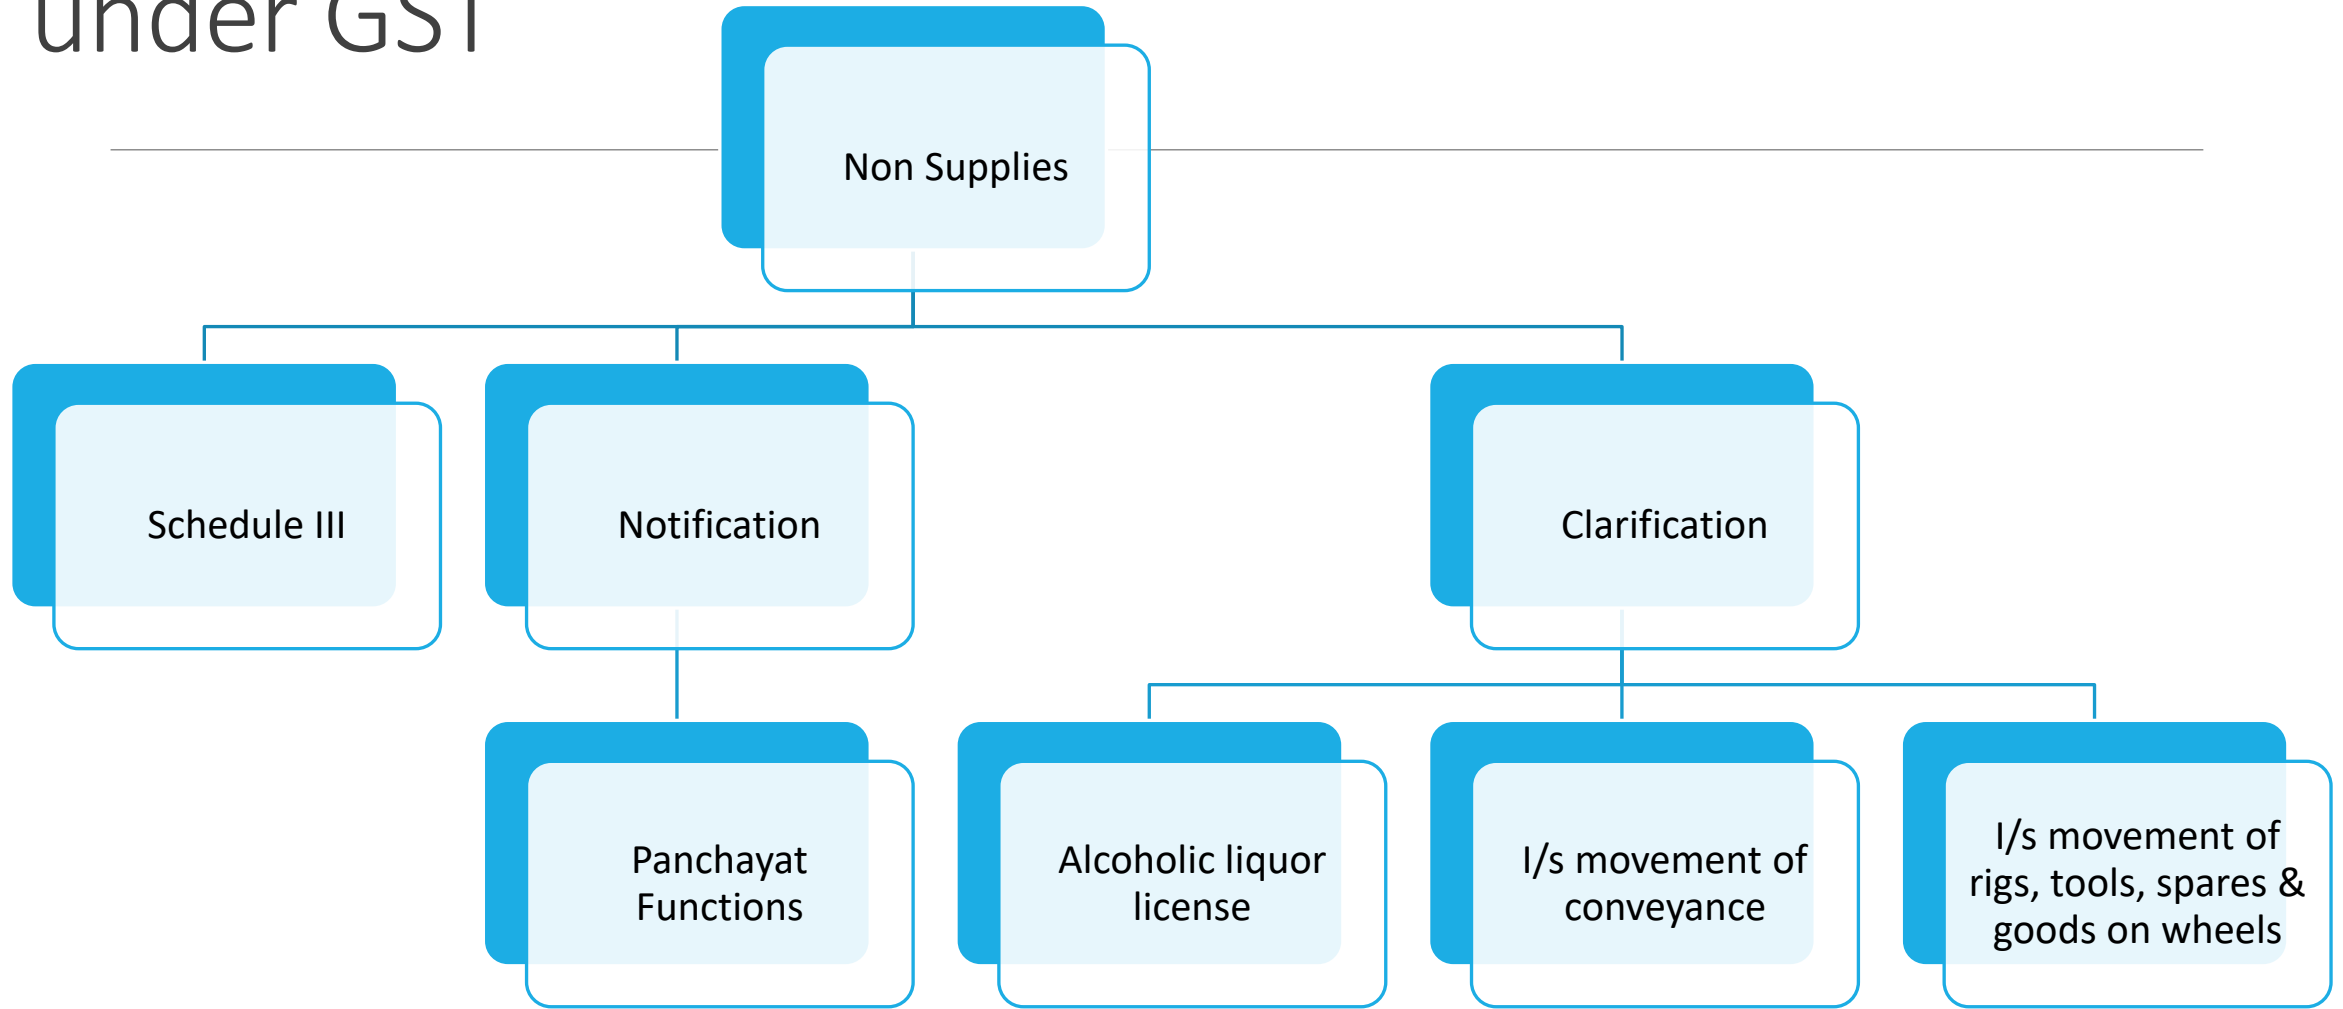 under GST
Non Supplies
Schedule III
Notification
Clarification
Panchayat
Functions
Alcoholic liquor
license
I/s movement of
conveyance
I/s movement of
rigs, tools, spares &
goods on wheels